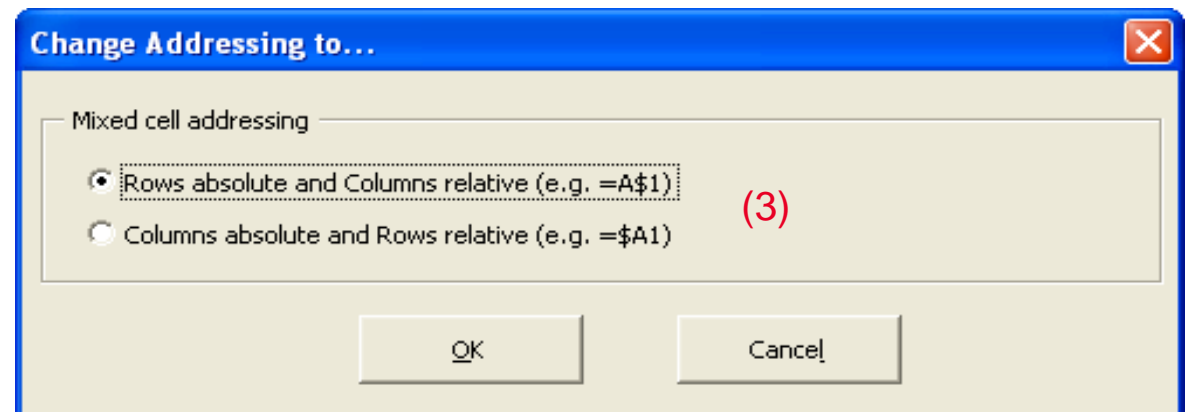 Change Addressing to...
Mixed cell addressing
Rows absolute and Columns relative (e.g. =A$1)
(3)
Columns absolute and Rows relative (e.g. =$A1)
OK
Cancel